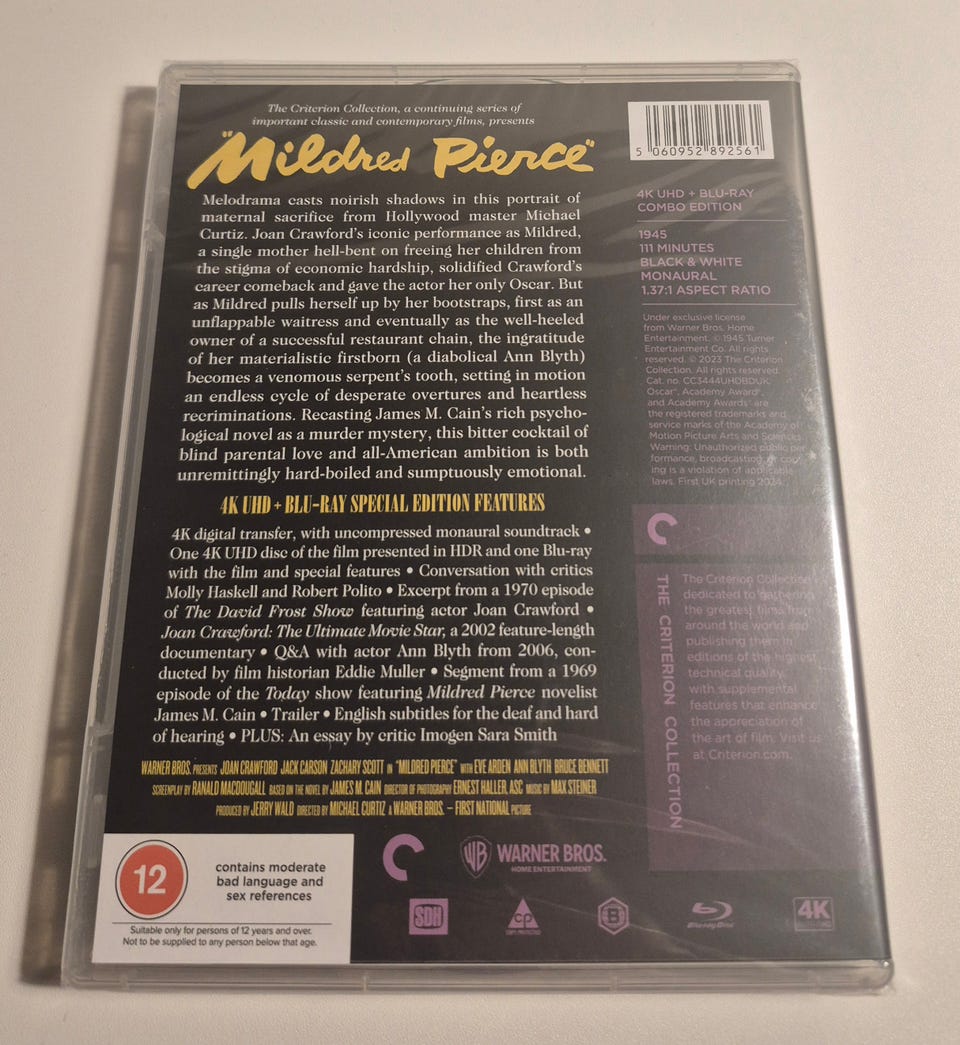 The Criterion Collection, a continuing series of
important classic and contemporary films, presents
"Mildred Pierce"
Melodrama casts noirish shadows in this portrait of
maternal sacrifice from Hollywood master Michael
Curtiz. Joan Crawford's iconic performance as Mildred,
a single mother hell-bent on freeing her children from
the stigma of economic hardship, solidified Crawford's
career comeback and gave the actor her only Oscar. But
as Mildred pulls herself up by her bootstraps, first as an
unflappable waitress and eventually as the well-heeled
owner of a successful restaurant chain, the ingratitude
of her materialistic firstborn (a diabolical Ann Blyth)
becomes a venomous serpent's tooth, setting in motion
an endless cycle of desperate overtures and heartless
recriminations. Recasting James M. Cain's rich psycho-
logical novel as a murder mystery, this bitter cocktail of
blind parental love and all-American ambition is both
unremittingly hard-boiled and sumptuously emotional.
4K UHD + BLU-RAY SPECIAL EDITION FEATURES
4K digital transfer, with uncompressed monaural soundtrack •
One 4K UHD disc of the film presented in HDR and one Blu-ray
with the film and special features • Conversation with critics
Molly Haskell and Robert Polito • Excerpt from a 1970 episode
of The David Frost Show featuring actor Joan Crawford •
Joan Crawford: The Ultimate Movie Star, a 2002 feature-length
documentary • Q&A with actor Ann Blyth from 2006, con-
ducted by film historian Eddie Muller • Segment from a 1969
episode of the Today show featuring Mildred Pierce novelist
James M. Cain • Trailer • English subtitles for the deaf and hard
of hearing • PLUS: An essay by critic Imogen Sara Smith
WARNER BROS. PRESENTS JOAN CRAWFORD JACK CARSON ZACHARY SCOTT IN "MILDRED PIERCE" WITH EVE ARDEN ANN BLYTH BRUCE BENNETT
SCREENPLAY BY RANALD MACDOUGALL BASED ON THE NOVEL BY JAMES M. CAIN DIRECTOR OF PHOTOGRAPHY ERNEST HALLER, ASC MUSIC BY MAX STEINER
PRODUCED BY JERRY WALD DIRECTED BY MICHAEL CURTIZ A WARNER BROS. – FIRST NATIONAL PICTURE
12
contains moderate
bad language and
sex references
Suitable only for persons of 12 years and over.
Not to be supplied to any person below that age.
WB WARNER BROS.
HOME ENTERTAINMENT
SDH
CP
B
Blu-ray Disc
4K
5 060952 892561
4K UHD + BLU-RAY
COMBO EDITION
1945
111 MINUTES
BLACK & WHITE
MONAURAL
1.37:1 ASPECT RATIO
Under exclusive license
from Warner Bros. Home
Entertainment. © 1945 Turner
Entertainment Co. All rights
reserved. © 2023 The Criterion
Collection. All rights reserved.
Cat. no. CC3444UHDBDUK.
Oscar®, Academy Award®,
and Academy Awards® are
the registered trademarks and
service marks of the Academy of
Motion Picture Arts and Sciences.
Warning: Unauthorized public per-
formance, broadcasting, or copy-
ing is a violation of applicable
laws. First UK printing 2024.
THE CRITERION COLLECTION
The Criterion Collection is
dedicated to gathering
the greatest films from
around the world and
publishing them in
editions of the highest
technical quality,
with supplemental
features that enhance
the appreciation of
the art of film. Visit us
at Criterion.com.